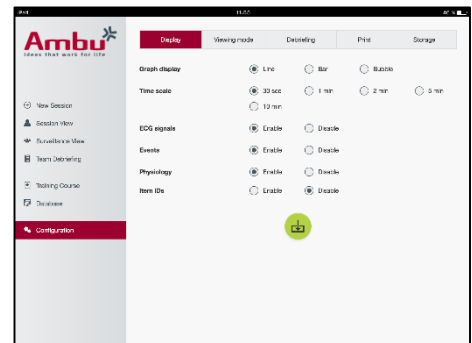 iPad
Ambu
Ideas that work for life
New Session
Session View
Surveillance View
Team Debriefing
Training Course
Database
Configuration
Display Viewing mode Debriefing Print Storage
Graph display Line Bar Bubble
Time scale 30 sec 1 min 2 min 5 min
10 min
ECG signals Enable Disable
Events Enable Disable
Physiology Enable Disable
Item IDs Enable Disable